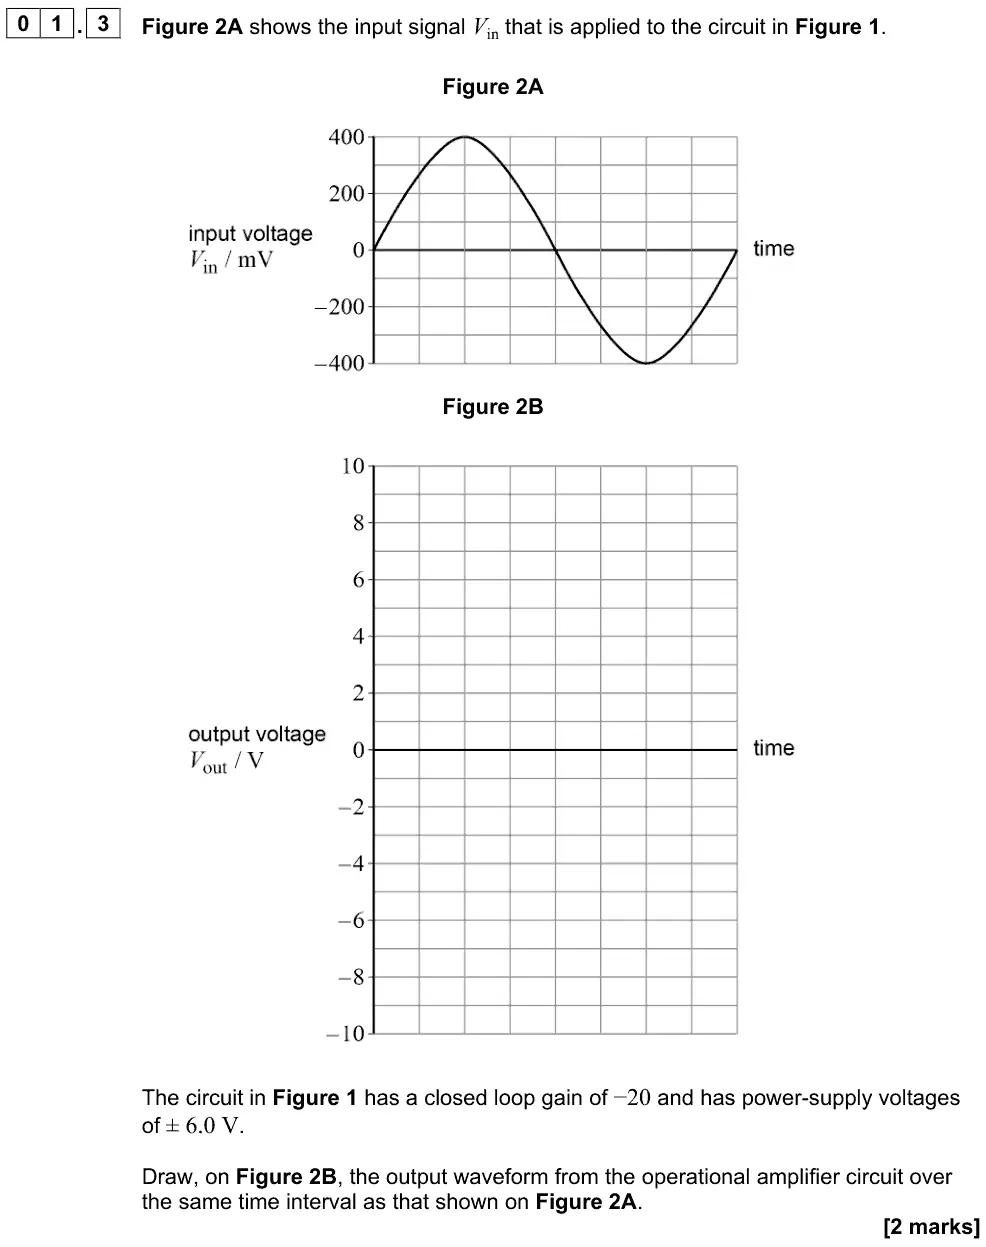 0 1 . 3 Figure 2A shows the input signal Vin that is applied to the circuit in Figure 1.
Figure 2A
400
200
input voltage
Vin / mV
0
time
−200
−400
Figure 2B
10
8
6
4
2
output voltage
Vout / V
0
time
−2
−4
−6
−8
−10
The circuit in Figure 1 has a closed loop gain of −20 and has power-supply voltages
of ± 6.0 V.
Draw, on Figure 2B, the output waveform from the operational amplifier circuit over
the same time interval as that shown on Figure 2A.
[2 marks]